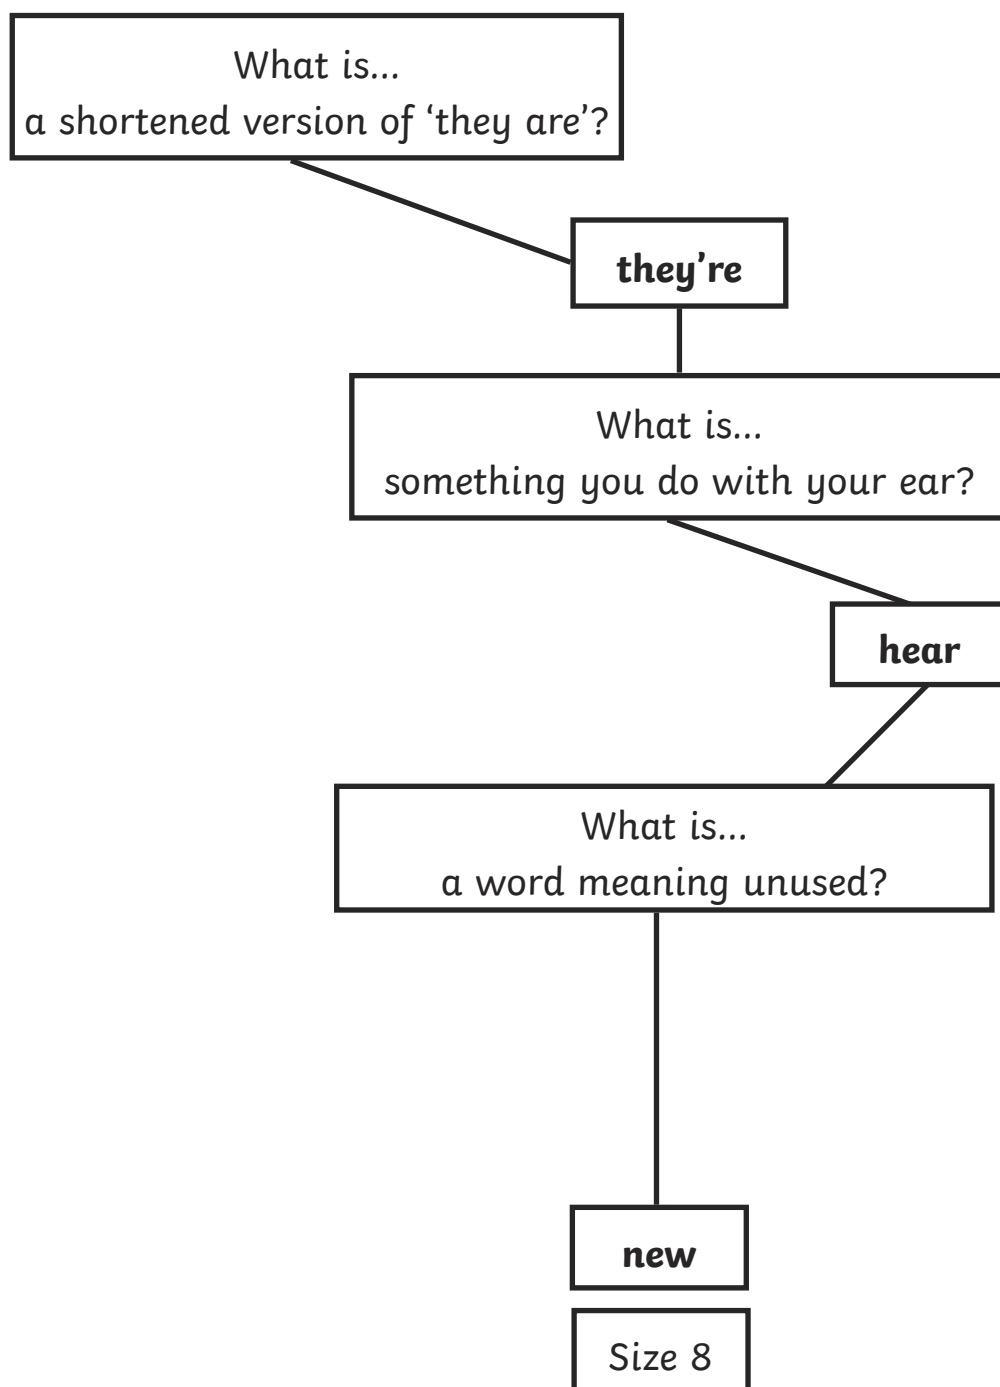 What is...
a shortened version of ‘they are’?
they’re
What is...
something you do with your ear?
hear
What is...
a word meaning unused?
new
Size 8